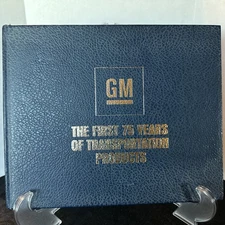 GM
THE FIRST 75 YEARS
OF TRANSPORTATION
PRODUCTS